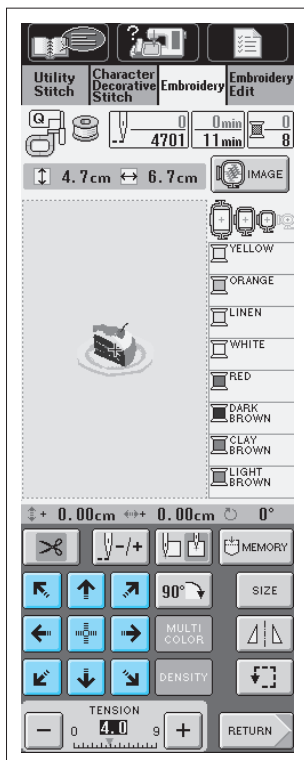 Utility Stitch
Character Decorative Stitch
Embroidery
Embroidery Edit
Q
0
4701
0min
11min
0
8
4.7cm
6.7cm
IMAGE
YELLOW
ORANGE
LINEN
WHITE
RED
DARK BROWN
CLAY BROWN
LIGHT BROWN
+ 0.00cm
+ 0.00cm
0°
-/+
MEMORY
90°
SIZE
MULTI COLOR
DENSITY
TENSION
−
0
4.0
9
+
RETURN